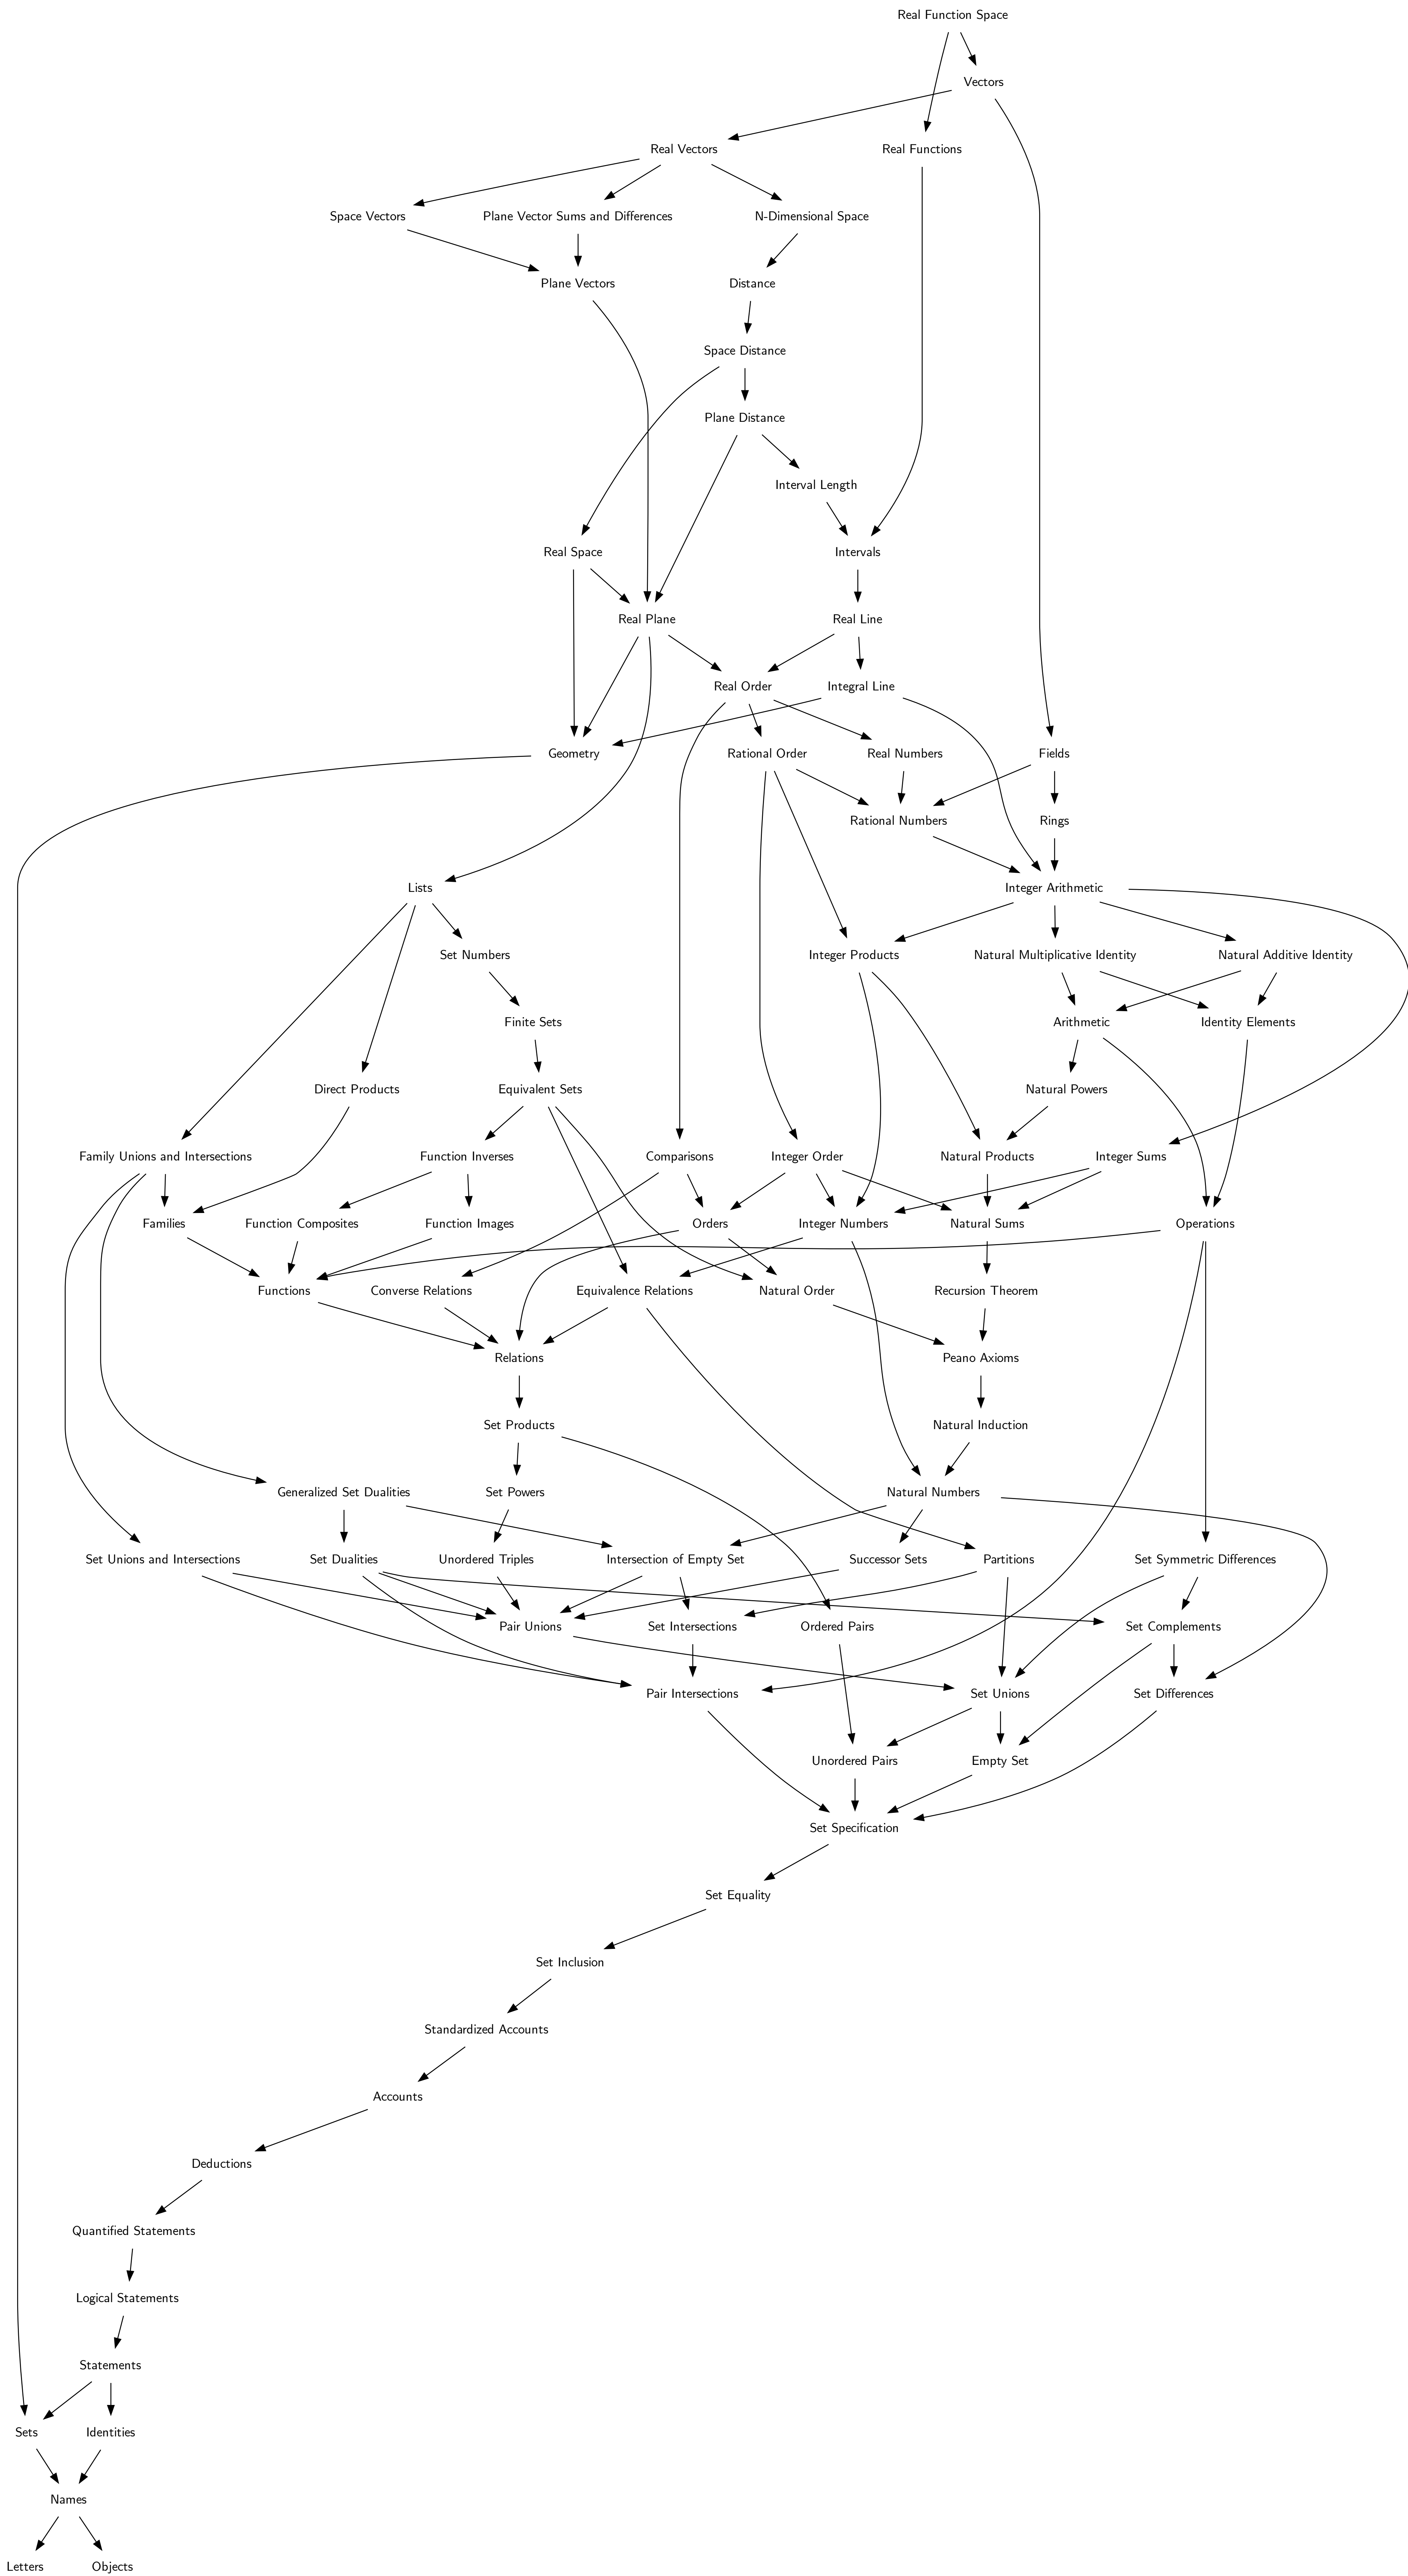 Real Function Space
Vectors
Real Vectors
Real Functions
Space Vectors
Plane Vector Sums and Differences
N-Dimensional Space
Plane Vectors
Distance
Space Distance
Plane Distance
Interval Length
Real Space
Intervals
Real Plane
Real Line
Real Order
Integral Line
Geometry
Rational Order
Real Numbers
Fields
Rational Numbers
Rings
Lists
Integer Arithmetic
Set Numbers
Integer Products
Natural Multiplicative Identity
Natural Additive Identity
Finite Sets
Arithmetic
Identity Elements
Direct Products
Equivalent Sets
Natural Powers
Family Unions and Intersections
Function Inverses
Comparisons
Integer Order
Natural Products
Integer Sums
Families
Function Composites
Function Images
Orders
Integer Numbers
Natural Sums
Operations
Functions
Converse Relations
Equivalence Relations
Natural Order
Recursion Theorem
Relations
Peano Axioms
Set Products
Natural Induction
Generalized Set Dualities
Set Powers
Natural Numbers
Set Unions and Intersections
Set Dualities
Unordered Triples
Intersection of Empty Set
Successor Sets
Partitions
Set Symmetric Differences
Pair Unions
Set Intersections
Ordered Pairs
Set Complements
Pair Intersections
Set Unions
Set Differences
Unordered Pairs
Empty Set
Set Specification
Set Equality
Set Inclusion
Standardized Accounts
Accounts
Deductions
Quantified Statements
Logical Statements
Statements
Sets
Identities
Names
Letters
Objects